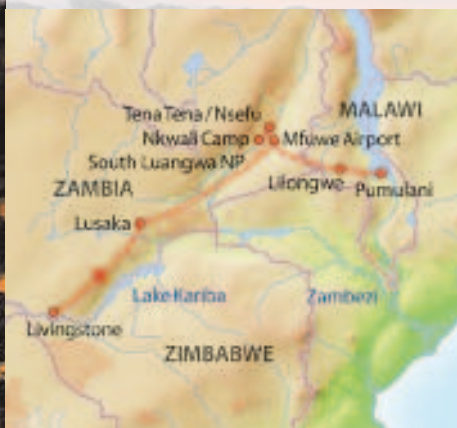 Tena Tena / Nsefu
MALAWI
Nkwali Camp
Mfuwe Airport
South Luangwa NP
ZAMBIA
Lilongwe
Pumulani
Lusaka
Lake Kariba
Zambezi
Livingstone
ZIMBABWE